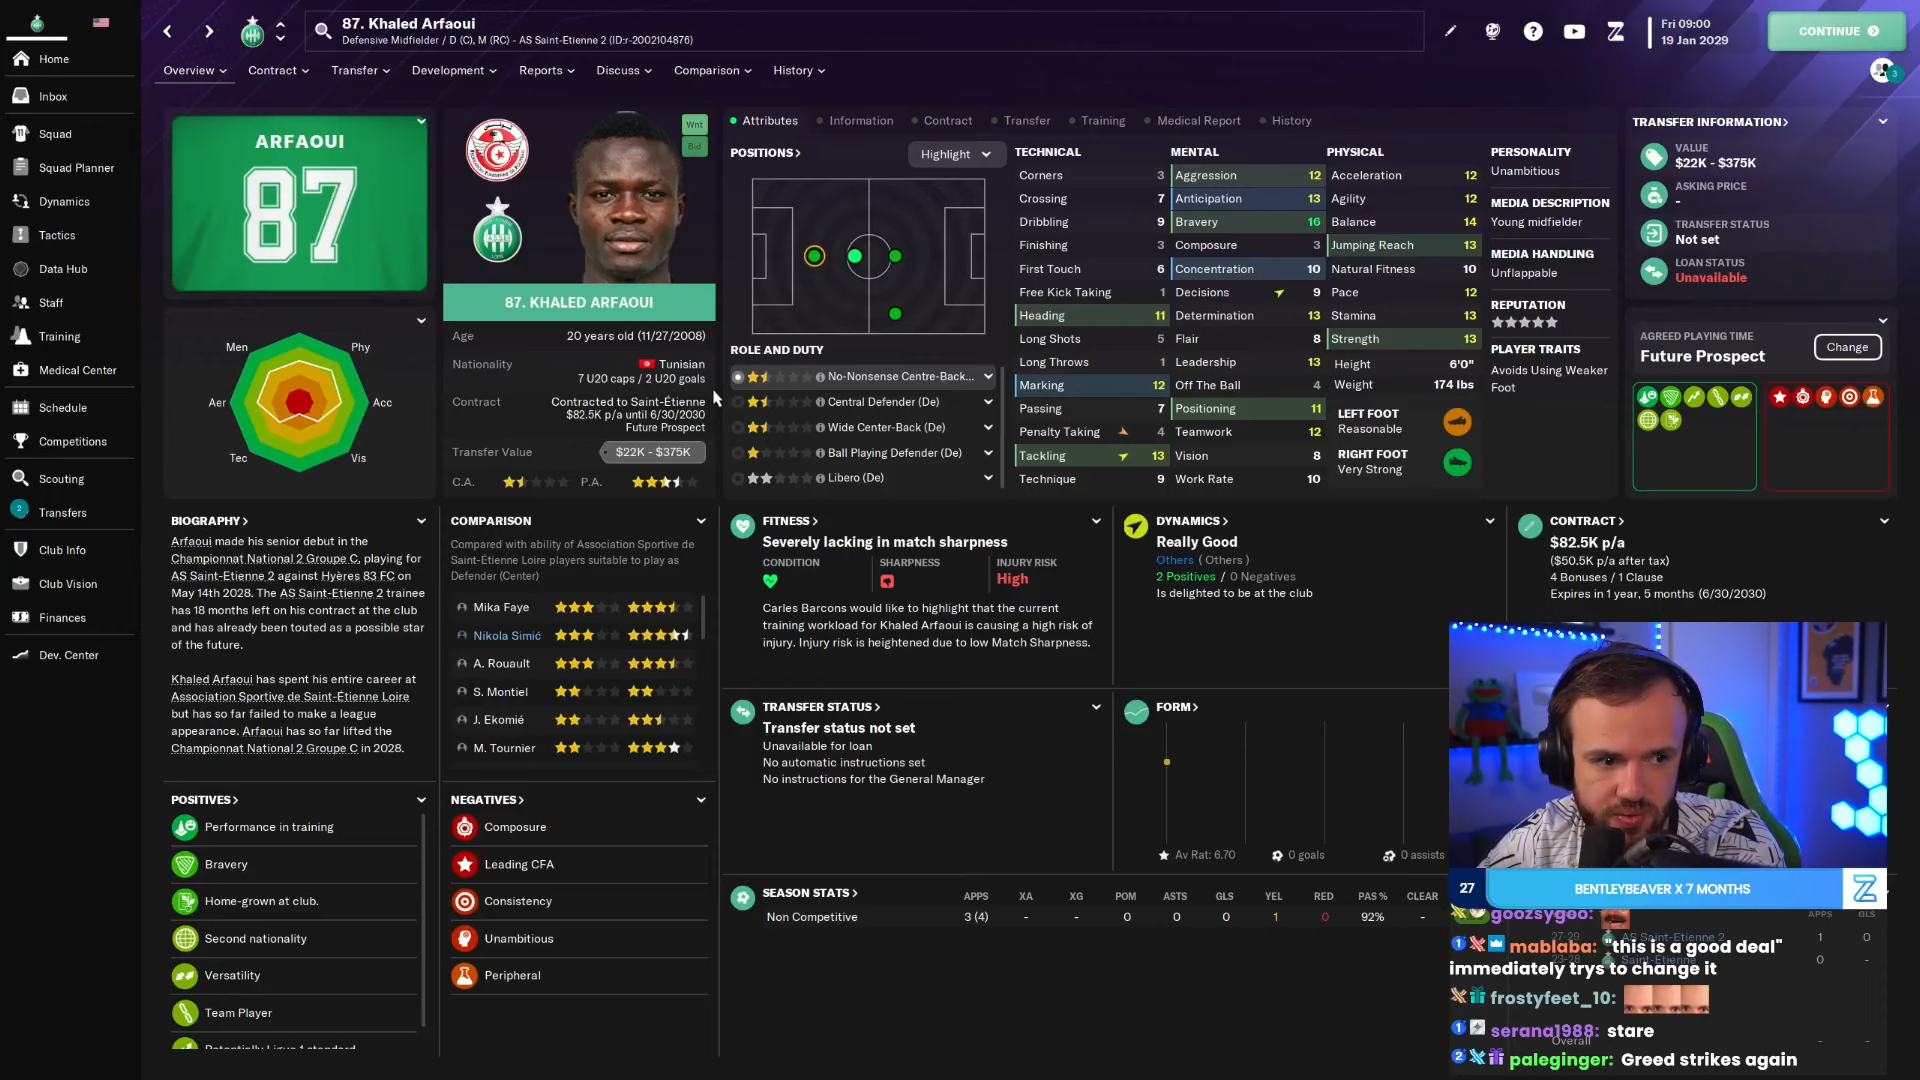 87. Khaled Arfaoui
Defensive Midfielder / D (C), M (RC) - AS Saint-Etienne 2 (ID:r-2002104876)
Fri 09:00
19 Jan 2029
CONTINUE
Overview
Contract
Transfer
Development
Reports
Discuss
Comparison
History
3
Home
Inbox
Squad
Squad Planner
Dynamics
Tactics
Data Hub
Staff
Training
Medical Center
Schedule
Competitions
Scouting
2
Transfers
Club Info
Club Vision
Finances
Dev. Center
ARFAOUI
87
Men
Phy
Aer
Acc
Tec
Vis
Wnt
Bid
87. KHALED ARFAOUI
Age 20 years old (11/27/2008)
Nationality Tunisian
7 U20 caps / 2 U20 goals
Contract Contracted to Saint-Étienne
$82.5K p/a until 6/30/2030
Future Prospect
Transfer Value $22K - $375K
C.A. P.A.
Attributes
Information
Contract
Transfer
Training
Medical Report
History
POSITIONS>
Highlight
ROLE AND DUTY
No-Nonsense Centre-Back...
Central Defender (De)
Wide Center-Back (De)
Ball Playing Defender (De)
Libero (De)
TECHNICAL
Corners 3
Crossing 7
Dribbling 9
Finishing 3
First Touch 6
Free Kick Taking 1
Heading 11
Long Shots 5
Long Throws 1
Marking 12
Passing 7
Penalty Taking 4
Tackling 13
Technique 9
MENTAL
Aggression 12
Anticipation 13
Bravery 16
Composure 3
Concentration 10
Decisions 9
Determination 13
Flair 8
Leadership 13
Off The Ball 4
Positioning 11
Teamwork 12
Vision 8
Work Rate 10
PHYSICAL
Acceleration 12
Agility 12
Balance 14
Jumping Reach 13
Natural Fitness 10
Pace 12
Stamina 13
Strength 13
Height 6'0"
Weight 174 lbs
LEFT FOOT
Reasonable
RIGHT FOOT
Very Strong
PERSONALITY
Unambitious
MEDIA DESCRIPTION
Young midfielder
MEDIA HANDLING
Unflappable
REPUTATION
PLAYER TRAITS
Avoids Using Weaker
Foot
TRANSFER INFORMATION>
VALUE
$22K - $375K
ASKING PRICE
-
TRANSFER STATUS
Not set
LOAN STATUS
Unavailable
AGREED PLAYING TIME
Future Prospect
Change
BIOGRAPHY>
Arfaoui made his senior debut in the
Championnat National 2 Groupe C, playing for
AS Saint-Etienne 2 against Hyères 83 FC on
May 14th 2028. The AS Saint-Etienne 2 trainee
has 18 months left on his contract at the club
and has already been touted as a possible star
of the future.
Khaled Arfaoui has spent his entire career at
Association Sportive de Saint-Étienne Loire
but has so far failed to make a league
appearance. Arfaoui has so far lifted the
Championnat National 2 Groupe C in 2028.
COMPARISON
Compared with ability of Association Sportive de
Saint-Étienne Loire players suitable to play as
Defender (Center)
Mika Faye
Nikola Simić
A. Rouault
S. Montiel
J. Ekomié
M. Tournier
FITNESS>
Severely lacking in match sharpness
CONDITION
SHARPNESS
INJURY RISK
High
Carles Barcons would like to highlight that the current
training workload for Khaled Arfaoui is causing a high risk of
injury. Injury risk is heightened due to low Match Sharpness.
DYNAMICS>
Really Good
Others ( Others )
2 Positives / 0 Negatives
Is delighted to be at the club
CONTRACT>
$82.5K p/a
($50.5K p/a after tax)
4 Bonuses / 1 Clause
Expires in 1 year, 5 months (6/30/2030)
TRANSFER STATUS>
Transfer status not set
Unavailable for loan
No automatic instructions set
No instructions for the General Manager
FORM>
Av Rat: 6.70
0 goals
0 assists
POSITIVES>
Performance in training
Bravery
Home-grown at club.
Second nationality
Versatility
Team Player
Potentially Ligue 1 standard
NEGATIVES>
Composure
Leading CFA
Consistency
Unambitious
Peripheral
SEASON STATS> APPS XA XG POM ASTS GLS YEL RED PAS % CLEAR
Non Competitive 3 (4) - - 0 0 0 1 0 92% -
27 BENTLEYBEAVER X 7 MONTHS
APPS GLS
goozsygoo:
27-29 AS Saint-Etienne 2 1 0
mablaba: "this is a good deal"
23-28 Saint-Etienne 0 -
immediately trys to change it
frostyfeet_10:
serana1988: stare
Overall - -
paleginger: Greed strikes again